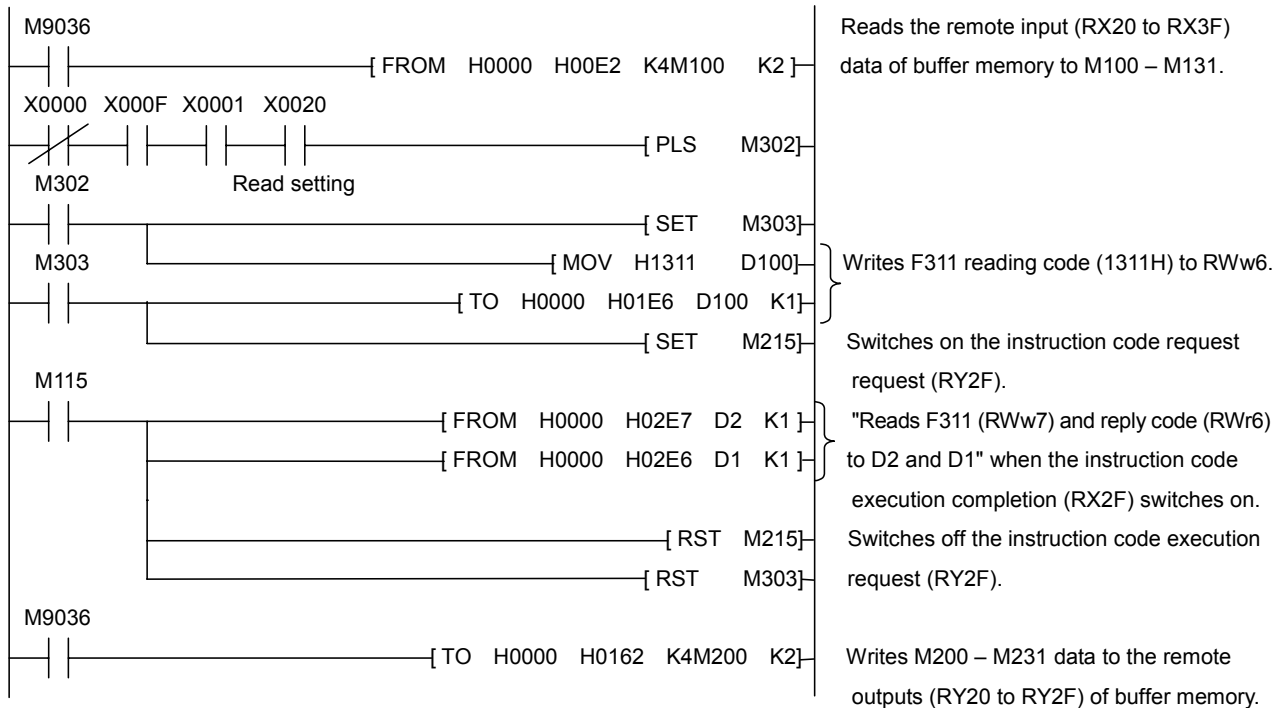 M9036
[ FROM H0000 H00E2 K4M100 K2 ]
Reads the remote input (RX20 to RX3F)
data of buffer memory to M100 – M131.
X0000 X000F X0001 X0020
[ PLS M302]
Read setting
M302
[ SET M303]
[ MOV H1311 D100]
Writes F311 reading code (1311H) to RWw6.
M303
[ TO H0000 H01E6 D100 K1]
[ SET M215]
Switches on the instruction code request
request (RY2F).
M115
[ FROM H0000 H02E7 D2 K1 ]
[ FROM H0000 H02E6 D1 K1 ]
"Reads F311 (RWw7) and reply code (RWr6)
to D2 and D1" when the instruction code
execution completion (RX2F) switches on.
[ RST M215]
[ RST M303]
Switches off the instruction code execution
request (RY2F).
M9036
[ TO H0000 H0162 K4M200 K2]
Writes M200 – M231 data to the remote
outputs (RY20 to RY2F) of buffer memory.